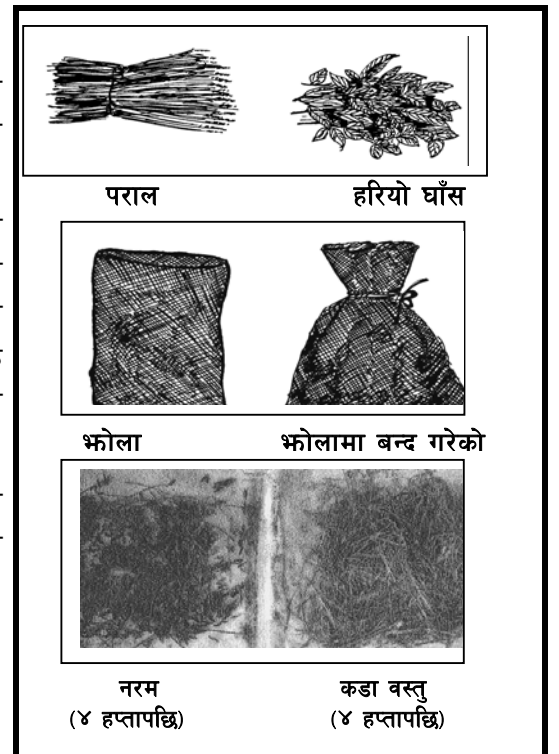 पराल हरियो घाँस
झोला झोलामा बन्द गरेको
नरम कडा वस्तु
(४ हप्तापछि) (४ हप्तापछि)